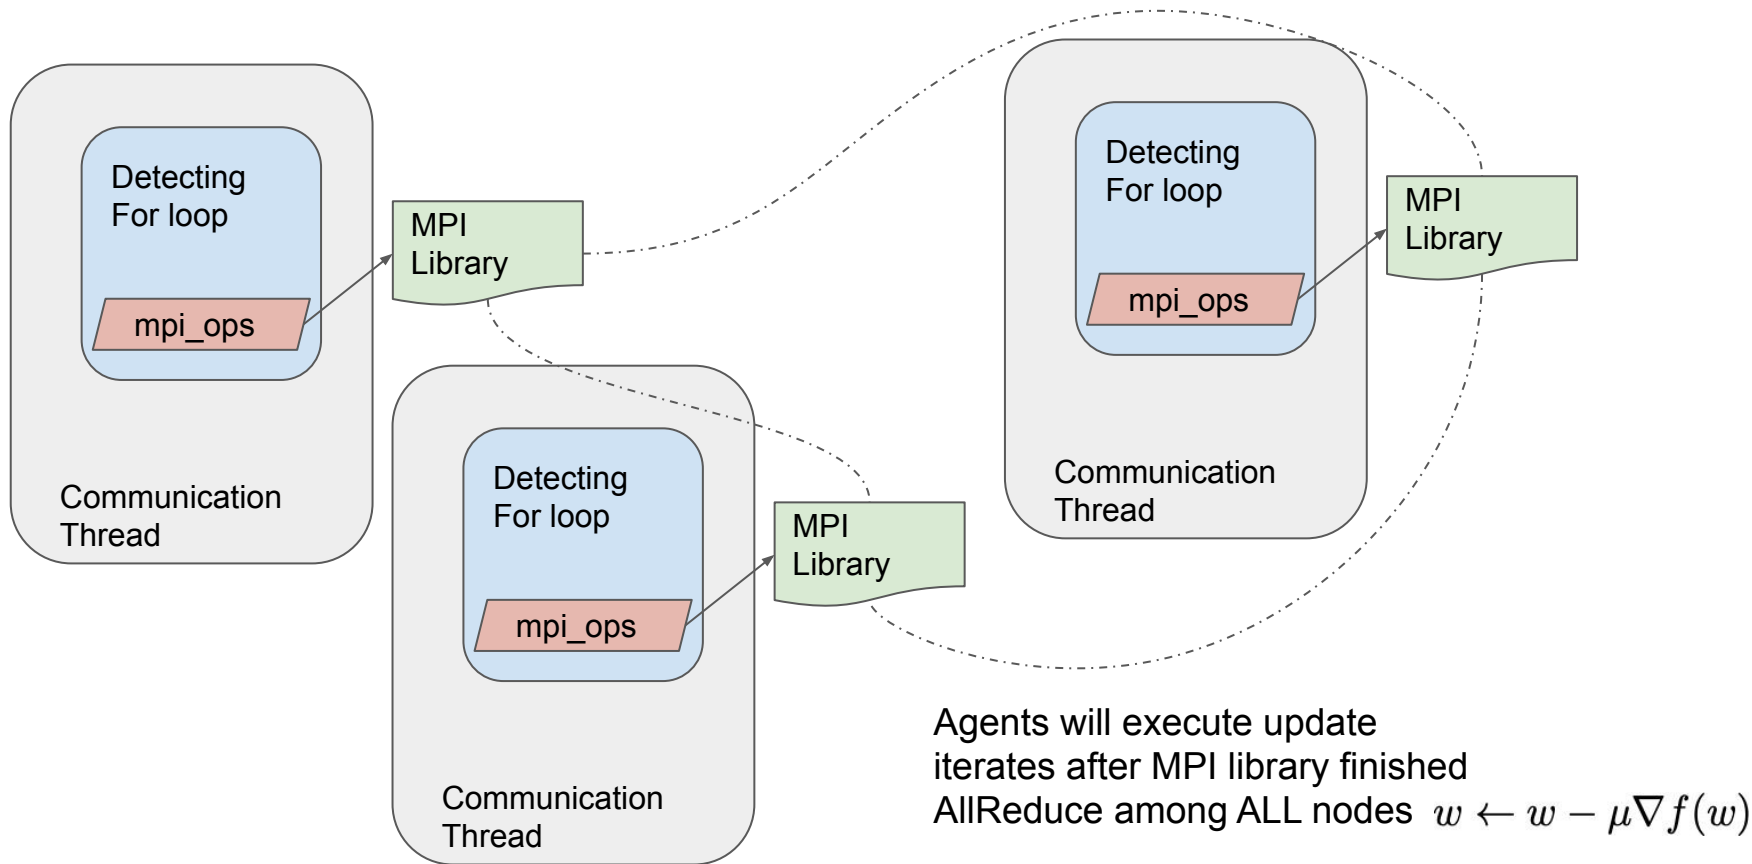 Detecting
For loop
mpi_ops
Communication
Thread
MPI
Library
Detecting
For loop
mpi_ops
Communication
Thread
MPI
Library
Detecting
For loop
mpi_ops
Communication
Thread
MPI
Library
Agents will execute update
iterates after MPI library finished
AllReduce among ALL nodes w ← w − μ∇f(w)